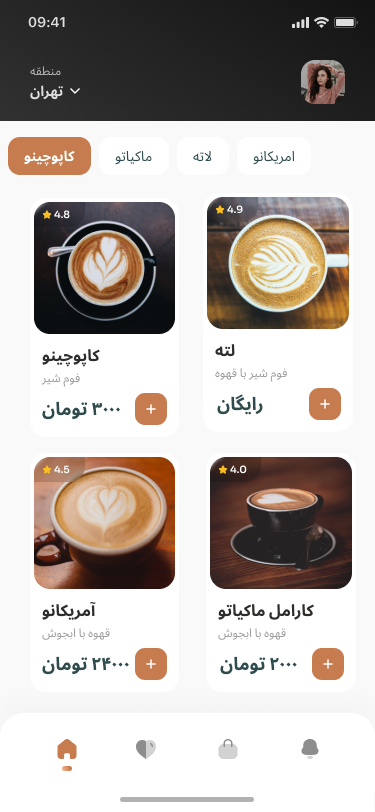 09:41
منطقه
تهران
کاپوچینو
ماکیاتو
لاته
امریکانو
4.8
کاپوچینو
فوم شیر
۳۰۰۰ تومان
4.9
لته
فوم شیر با قهوه
رایگان
4.5
آمریکانو
قهوه با ابجوش
۲۴۰۰۰ تومان
4.0
کارامل ماکیاتو
قهوه با ابجوش
۲۰۰۰ تومان